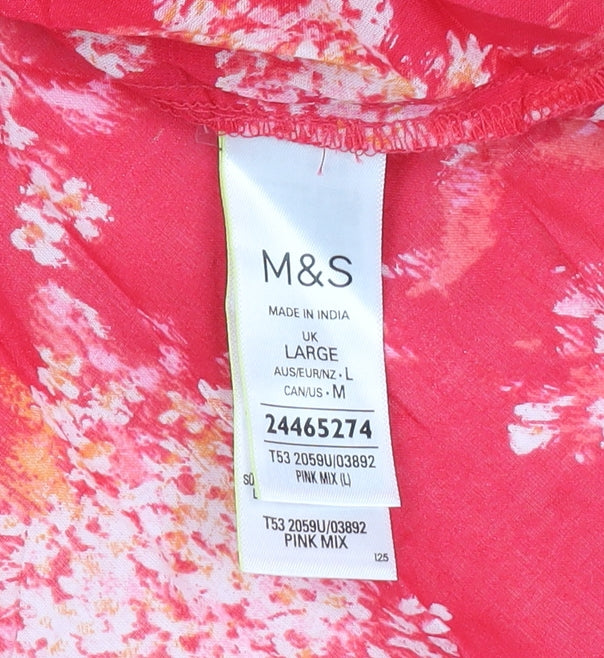 M&S
MADE IN INDIA
UK
LARGE
AUS/EUR/NZ • L
CAN/US • M
24465274
T53 2059U/03892
PINK MIX (L)
T53 2059U/03892
PINK MIX
125